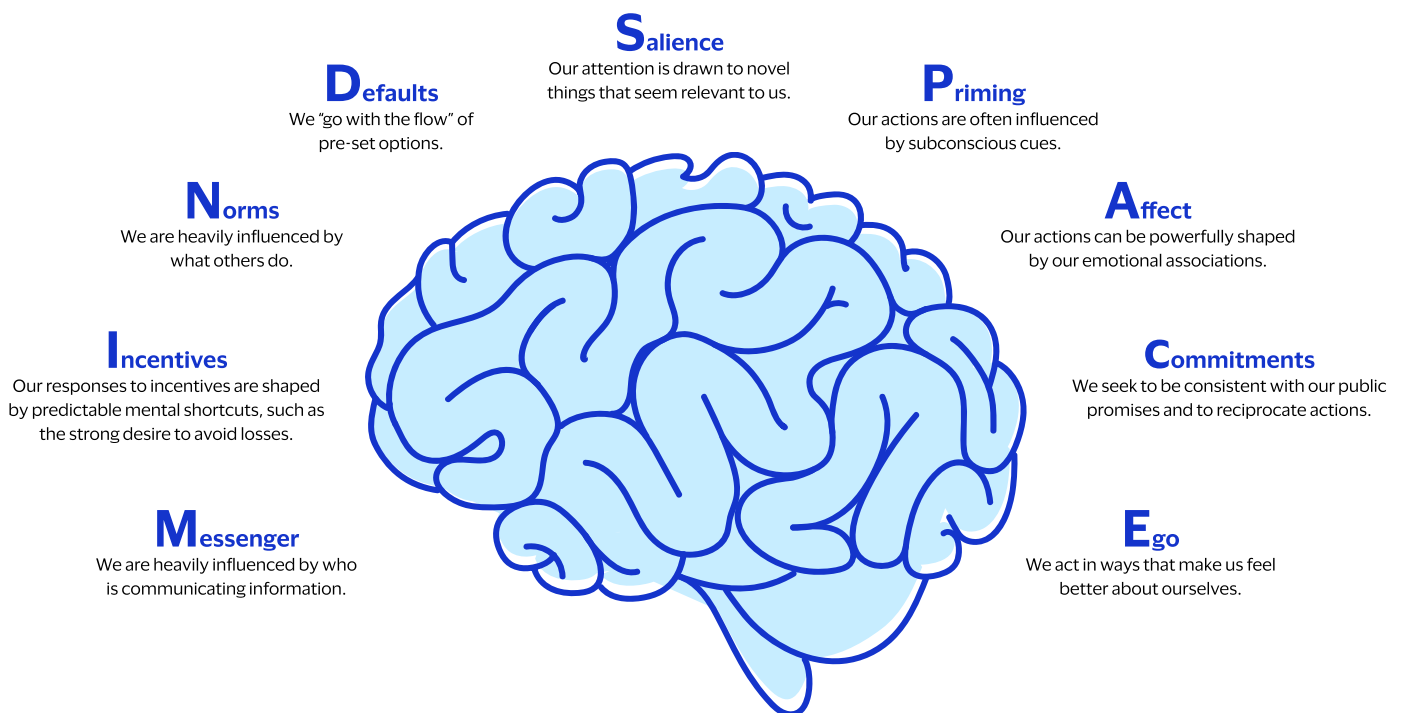 Messenger
We are heavily influenced by who
is communicating information.
Incentives
Our responses to incentives are shaped
by predictable mental shortcuts, such as
the strong desire to avoid losses.
Norms
We are heavily influenced by
what others do.
Defaults
We “go with the flow” of
pre-set options.
Salience
Our attention is drawn to novel
things that seem relevant to us.
Priming
Our actions are often influenced
by subconscious cues.
Affect
Our actions can be powerfully shaped
by our emotional associations.
Commitments
We seek to be consistent with our public
promises and to reciprocate actions.
Ego
We act in ways that make us feel
better about ourselves.